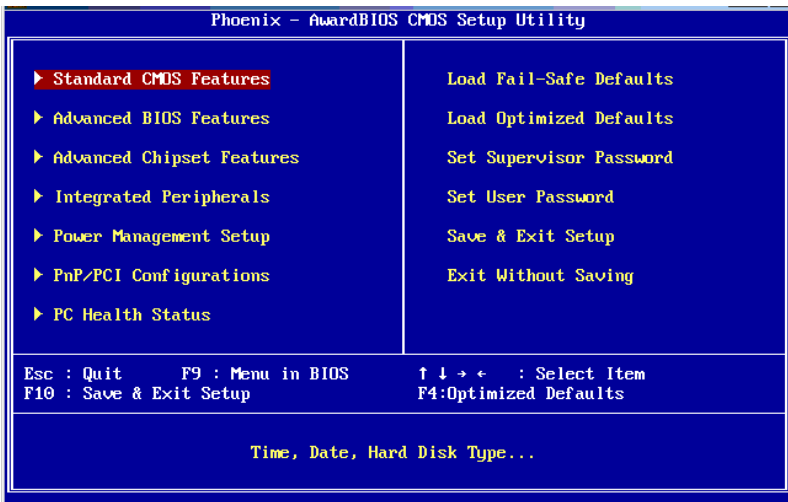 Phoenix - AwardBIOS CMOS Setup Utility
Standard CMOS Features
Advanced BIOS Features
Advanced Chipset Features
Integrated Peripherals
Power Management Setup
PnP/PCI Configurations
PC Health Status
Load Fail-Safe Defaults
Load Optimized Defaults
Set Supervisor Password
Set User Password
Save & Exit Setup
Exit Without Saving
Esc : Quit F9 : Menu in BIOS ↑ ↓ → ← : Select Item
F10 : Save & Exit Setup F4:Optimized Defaults
Time, Date, Hard Disk Type...